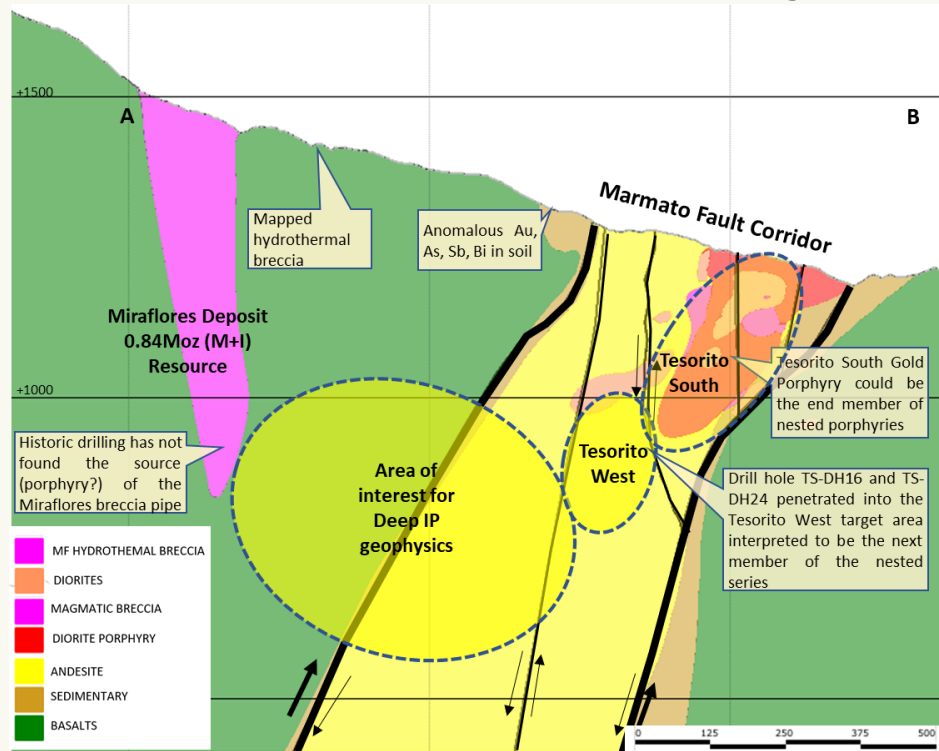 +1500
A
B
Marmato Fault Corridor
Mapped
hydrothermal
breccia
Anomalous Au,
As, Sb, Bi in soil
Miraflores Deposit
0.84Moz (M+I)
Resource
+1000
Tesorito
South
Tesorito South Gold
Porphyry could be
the end member of
nested porphyries
Historic drilling has not
found the source
(porphyry?) of the
Miraflores breccia pipe
Area of
interest for
Deep IP
geophysics
Tesorito
West
Drill hole TS-DH16 and TS-
DH24 penetrated into the
Tesorito West target area
interpreted to be the next
member of the nested
series
MF HYDROTHEMAL BRECCIA
DIORITES
MAGMATIC BRECCIA
DIORITE PORPHYRY
ANDESITE
SEDIMENTARY
BASALTS
0 125 250 375 500